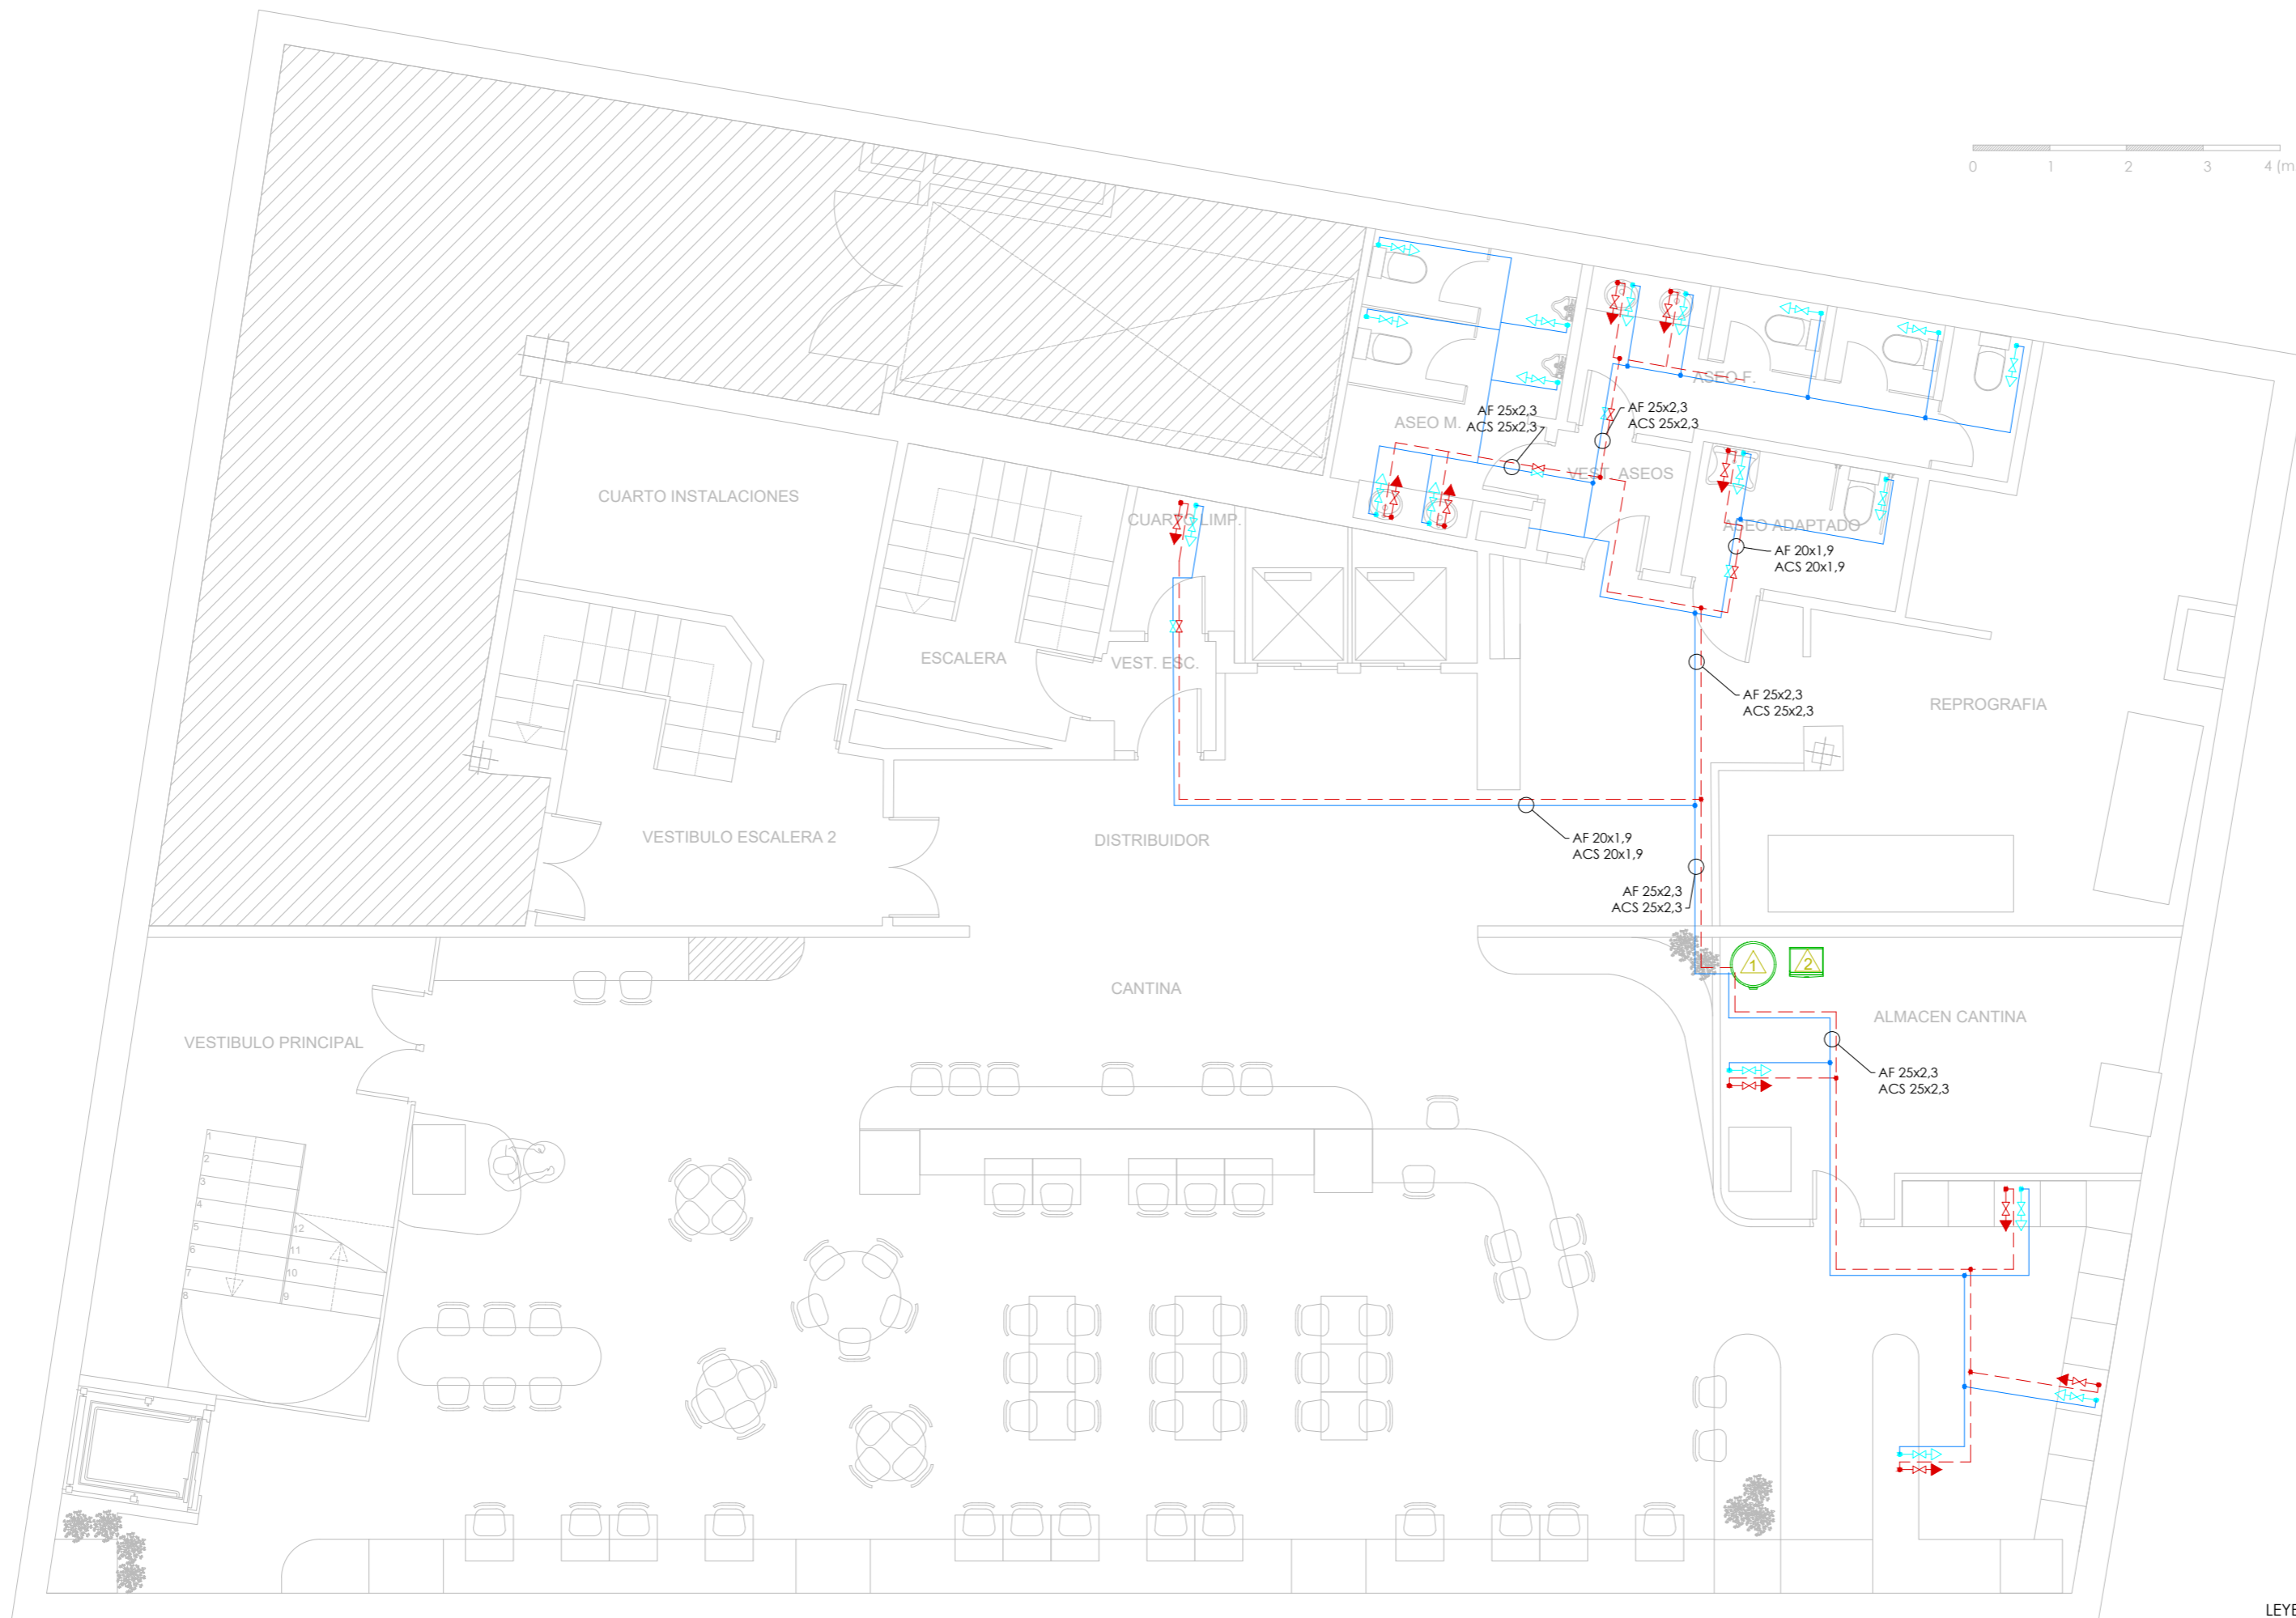 0 1 2 3 4 (m
ASEO F.
AF 25x2,3
ACS 25x2,3
AF 25x2,3
ACS 25x2,3
ASEO M.
VEST. ASEOS
CUARTO INSTALACIONES
CUARTO LIMP.
ASEO ADAPTADO
AF 20x1,9
ACS 20x1,9
ESCALERA
VEST. ESC.
AF 25x2,3
ACS 25x2,3
REPROGRAFIA
VESTIBULO ESCALERA 2
DISTRIBUIDOR
AF 20x1,9
ACS 20x1,9
AF 25x2,3
ACS 25x2,3
1
2
CANTINA
ALMACEN CANTINA
VESTIBULO PRINCIPAL
AF 25x2,3
ACS 25x2,3
1
2
3
4
5
6
7
8
12
11
10
9
LEYE